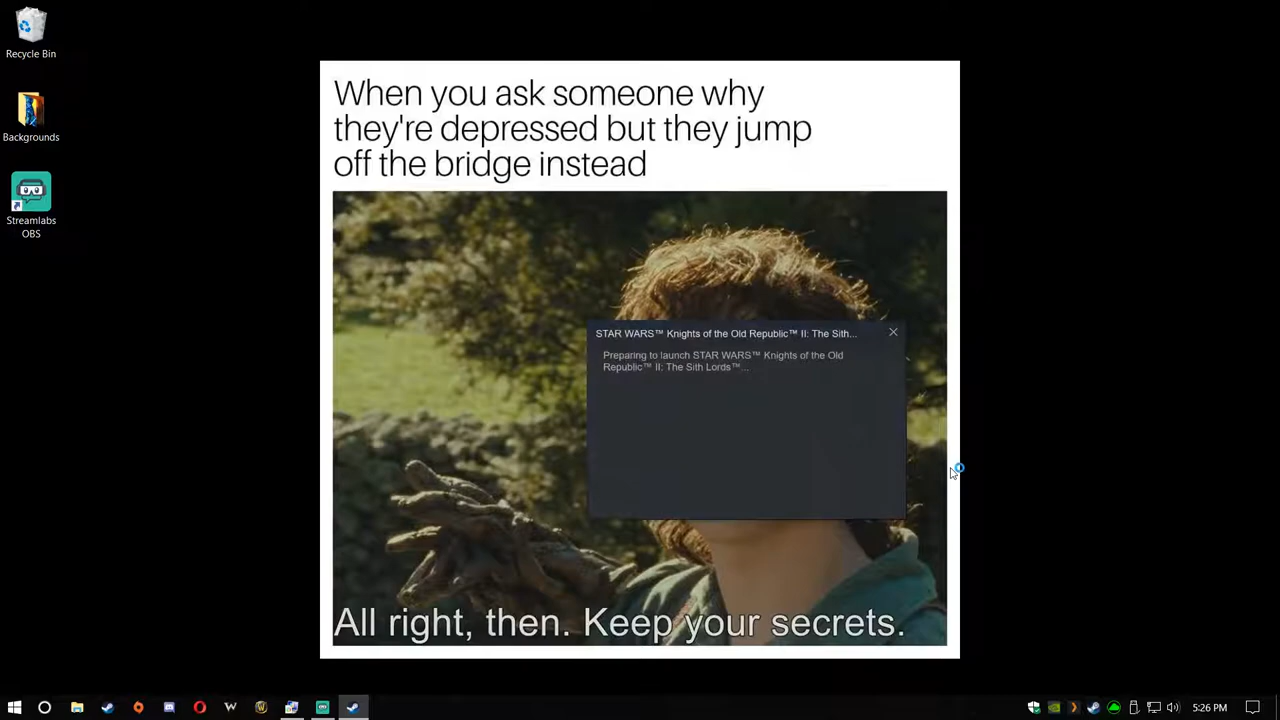 Recycle Bin
Backgrounds
Streamlabs
OBS
When you ask someone why
they're depressed but they jump
off the bridge instead
STAR WARS™ Knights of the Old Republic™ II: The Sith...
Preparing to launch STAR WARS™ Knights of the Old
Republic™ II: The Sith Lords™...
All right, then. Keep your secrets.
5:26 PM